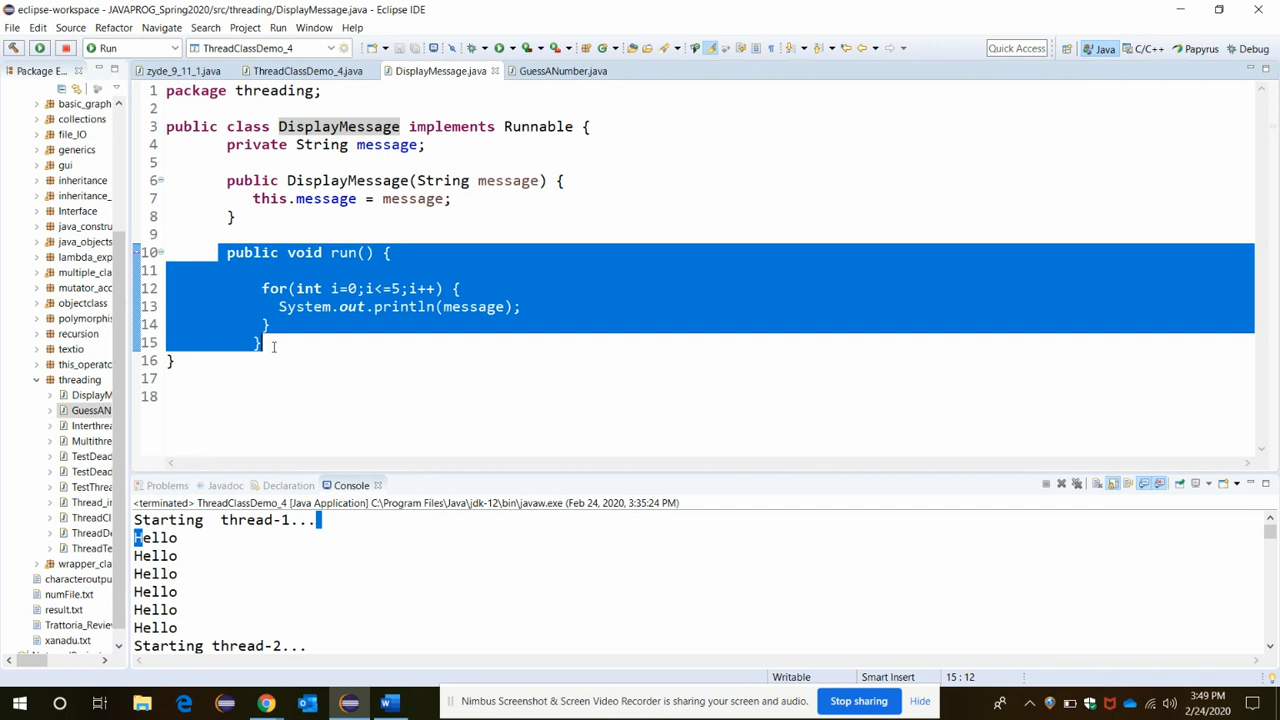 eclipse-workspace - JAVAPROG_Spring2020/src/threading/DisplayMessage.java - Eclipse IDE
File Edit Source Refactor Navigate Search Project Run Window Help
Run ThreadClassDemo_4 Quick Access Java C/C++ Papyrus Debug
Package E... zyde_9_11_1.java ThreadClassDemo_4.java DisplayMessage.java GuessANumber.java
basic_graph
collections
file_IO
generics
gui
inheritance
inheritance_
Interface
java_constru
java_objects
lambda_exp
multiple_cla
mutator_acc
objectclass
polymorphis
recursion
textio
this_operato
threading
DisplayM
GuessAN
Interthrea
Multithre
TestDead
TestDead
TestThrea
Thread_in
ThreadCl
ThreadDe
ThreadTe
wrapper_cla
characteroutpu
numFile.txt
result.txt
Trattoria_Revie
xanadu.txt
1 package threading;
2
3 public class DisplayMessage implements Runnable {
4 private String message;
5
6 public DisplayMessage(String message) {
7 this.message = message;
8 }
9
10 public void run() {
11
12 for(int i=0;i<=5;i++) {
13 System.out.println(message);
14 }
15 }
16 }
17
18
Problems Javadoc Declaration Console
<terminated> ThreadClassDemo_4 [Java Application] C:\Program Files\Java\jdk-12\bin\javaw.exe (Feb 24, 2020, 3:35:24 PM)
Starting thread-1...
Hello
Hello
Hello
Hello
Hello
Hello
Starting thread-2...
Writable Smart Insert 15 : 12
Nimbus Screenshot & Screen Video Recorder is sharing your screen and audio. Stop sharing Hide
3:49 PM
2/24/2020